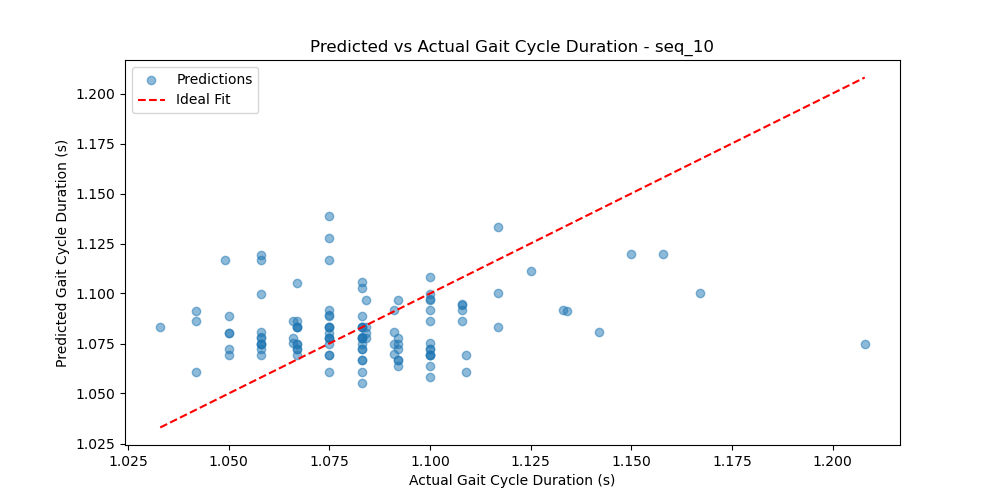 Predicted vs Actual Gait Cycle Duration - seq_10
Predictions
Ideal Fit
Predicted Gait Cycle Duration (s)
1.200
1.175
1.150
1.125
1.100
1.075
1.050
1.025
1.025 1.050 1.075 1.100 1.125 1.150 1.175 1.200
Actual Gait Cycle Duration (s)